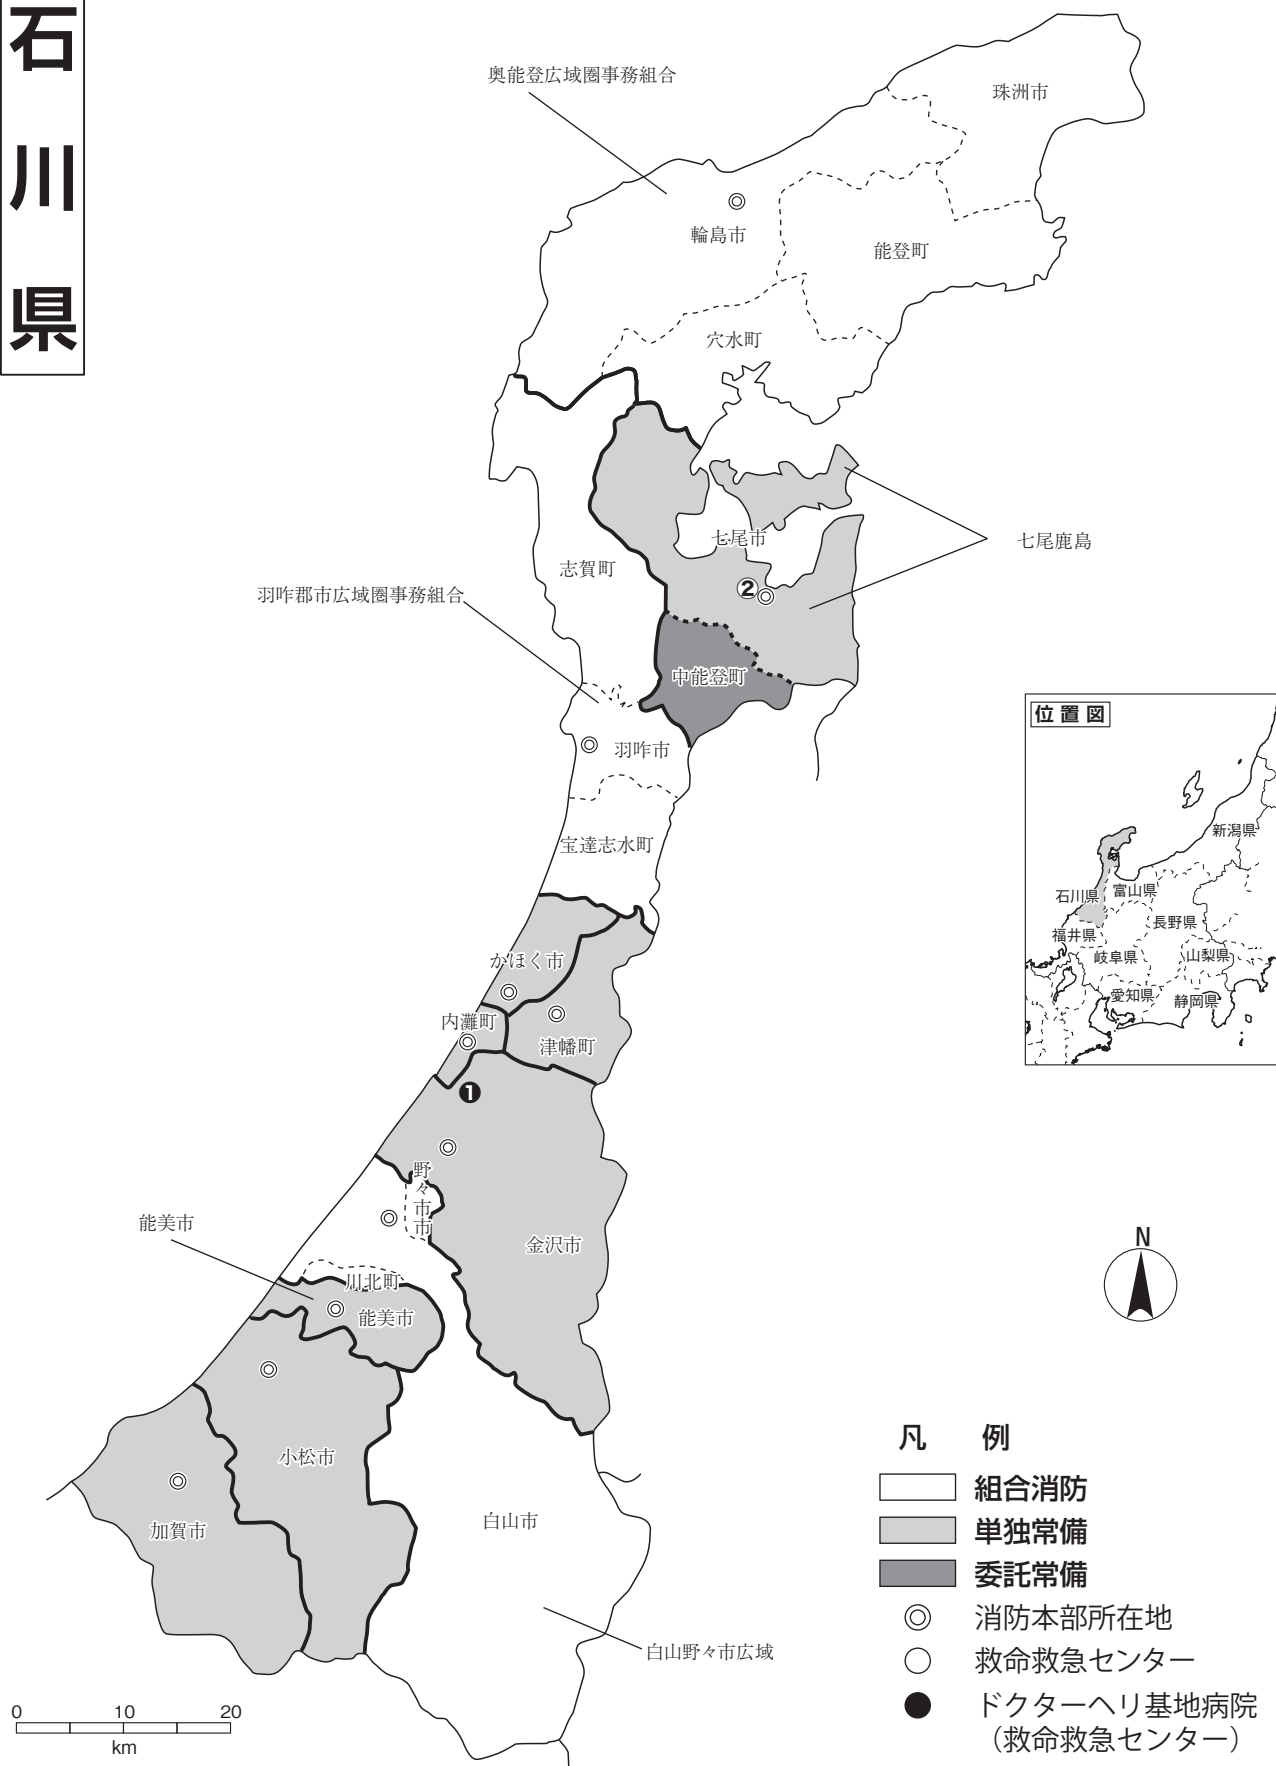 石川県
奥能登広域圏事務組合
珠洲市
輪島市
能登町
穴水町
七尾市
七尾鹿島
志賀町
②
羽咋郡市広域圏事務組合
中能登町
羽咋市
宝達志水町
かほく市
内灘町
津幡町
❶
野々市市
能美市
金沢市
川北町
能美市
小松市
加賀市
白山市
白山野々市広域
位置図
新潟県
石川県
富山県
福井県
長野県
岐阜県
山梨県
愛知県
静岡県
N
凡 例
組合消防
単独常備
委託常備
消防本部所在地
救命救急センター
ドクターヘリ基地病院
（救命救急センター）
0 10 20
km